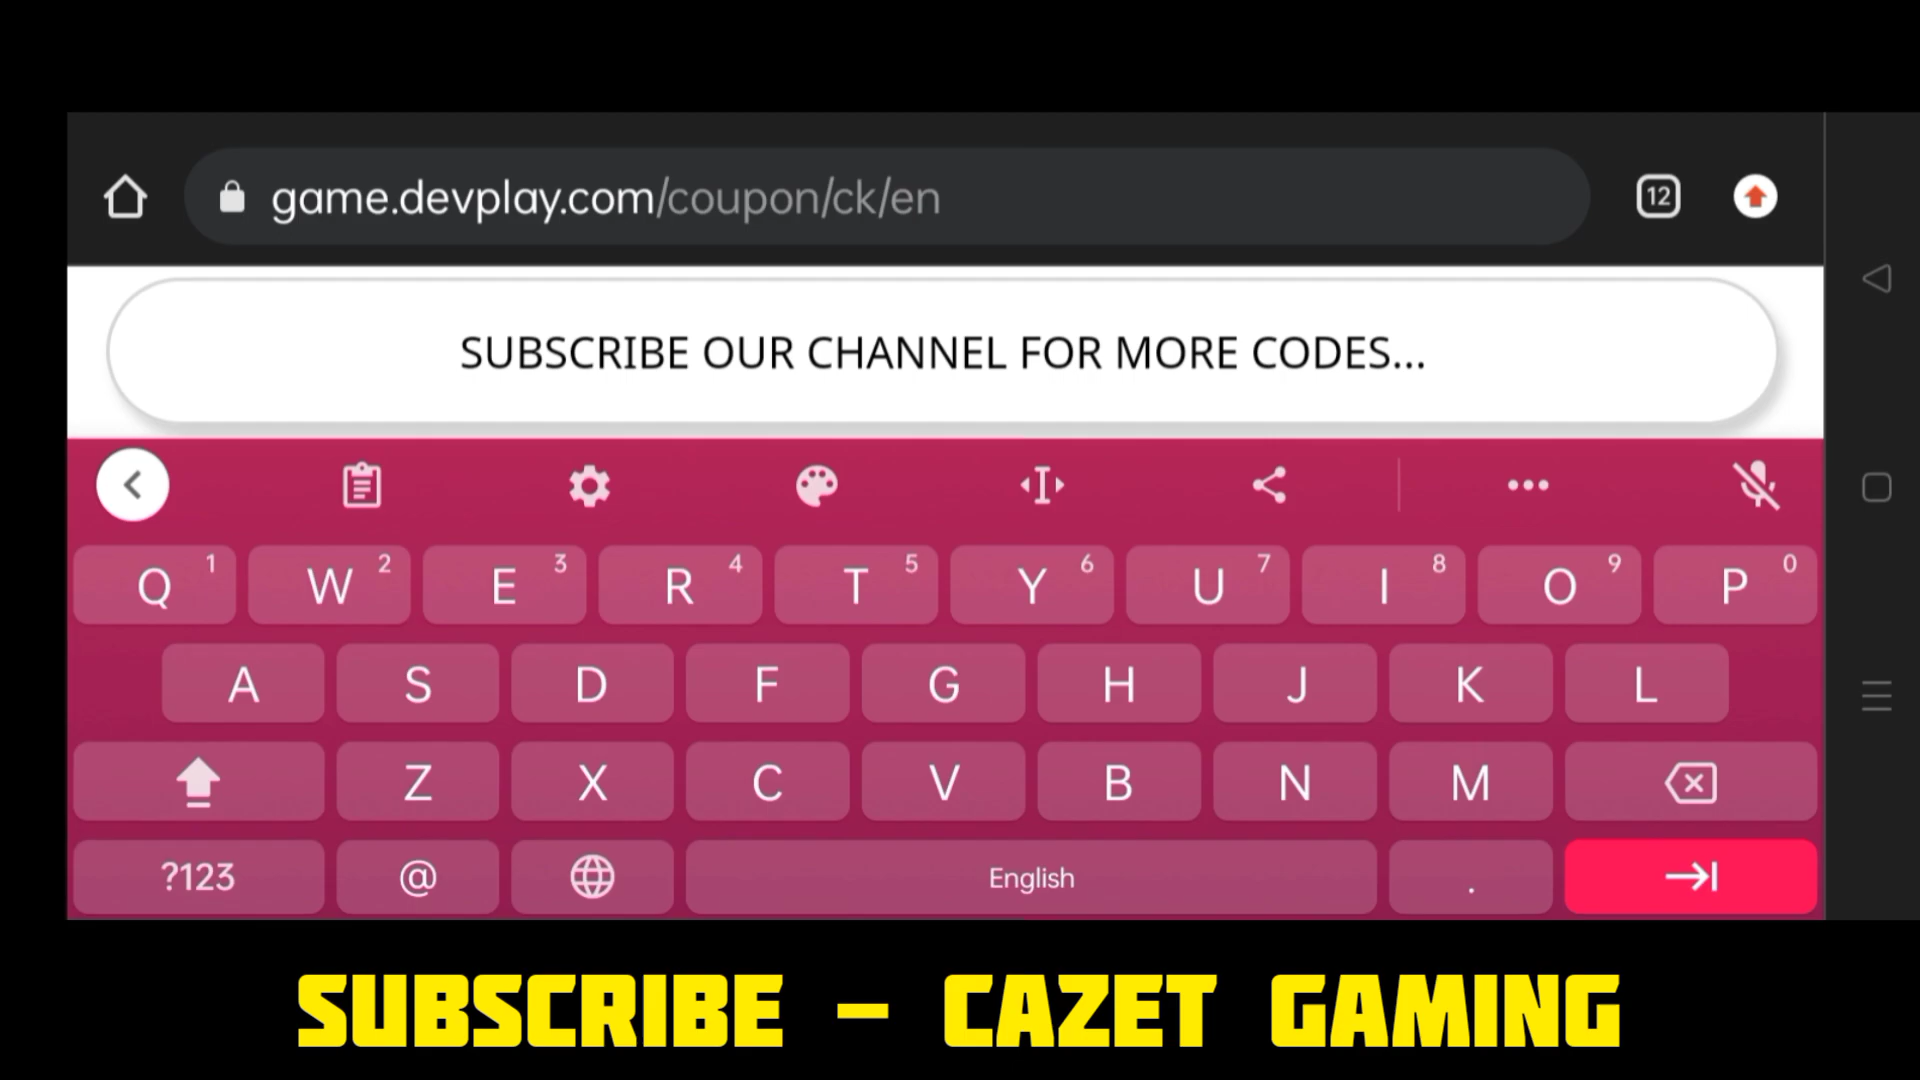 game.devplay.com/coupon/ck/en
12
SUBSCRIBE OUR CHANNEL FOR MORE CODES...
Q 1 W 2 E 3 R 4 T 5 Y 6 U 7 I 8 O 9 P 0
A S D F G H J K L
Z X C V B N M
?123 @ English .
SUBSCRIBE - CAZET GAMING